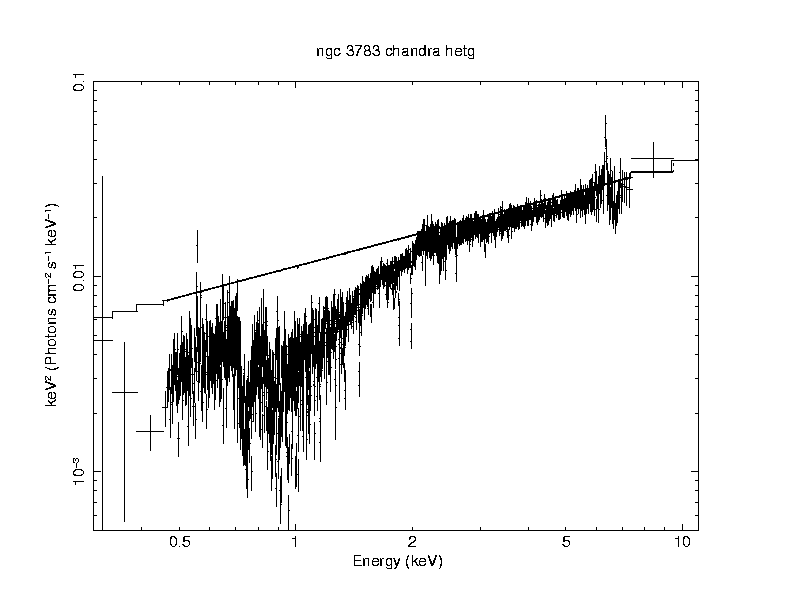 ngc 3783 chandra hetg
0.1
0.01
10⁻³
keV² (Photons cm⁻² s⁻¹ keV⁻¹)
0.5 1 2 5 10
Energy (keV)